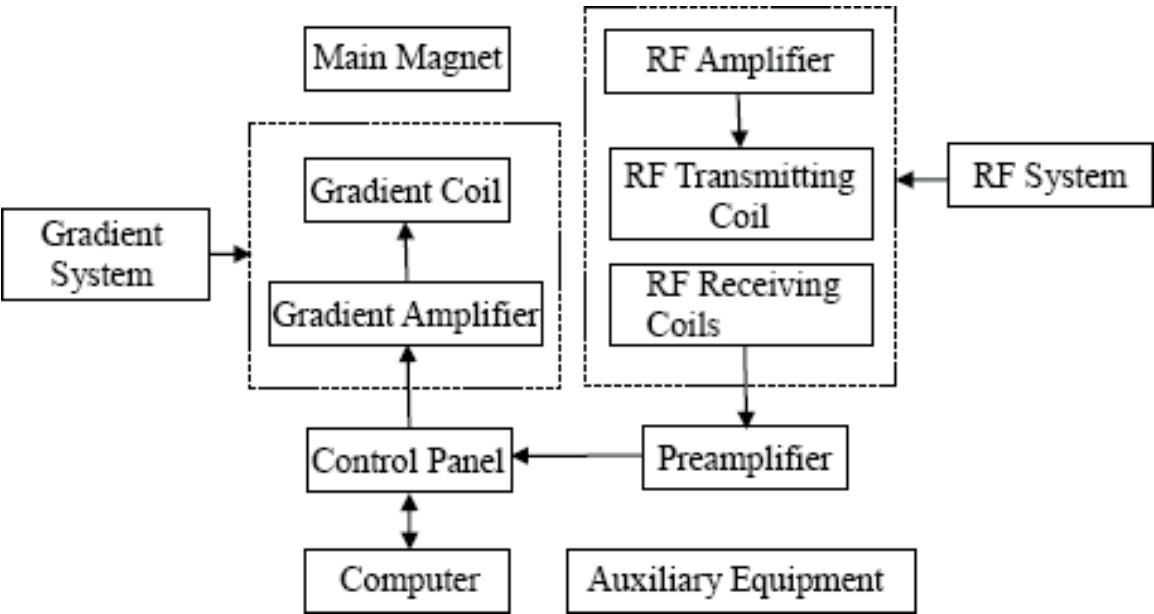 Main Magnet
RF Amplifier
Gradient Coil
RF Transmitting
Coil
RF System
Gradient
System
Gradient Amplifier
RF Receiving
Coils
Control Panel
Preamplifier
Computer
Auxiliary Equipment